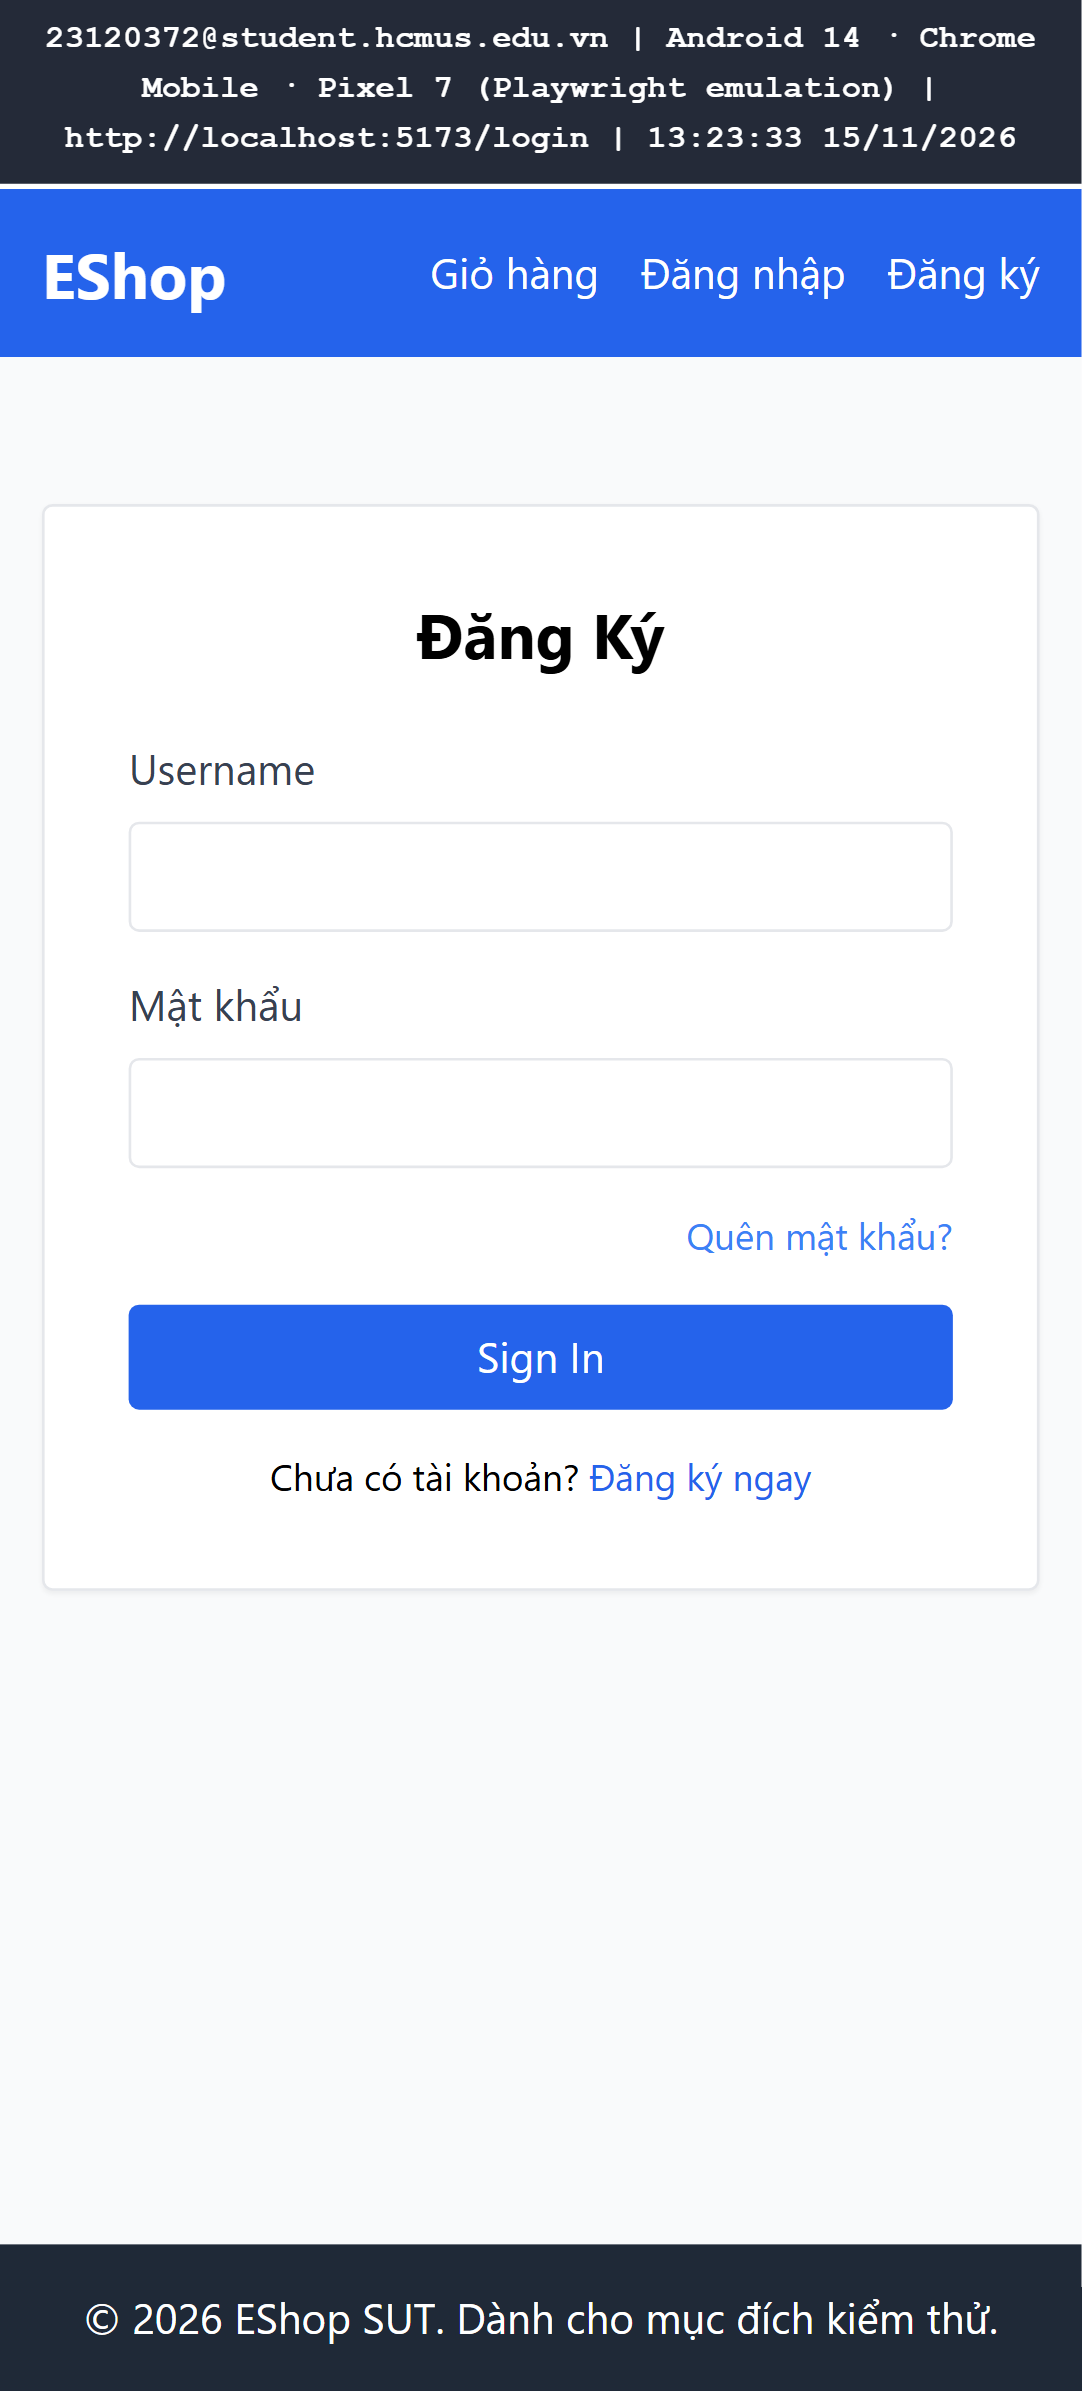 23120372@student.hcmus.edu.vn | Android 14 · Chrome
Mobile · Pixel 7 (Playwright emulation) |
http://localhost:5173/login | 13:23:33 15/11/2026
EShop
Giỏ hàng
Đăng nhập
Đăng ký
Đăng Ký
Username
Mật khẩu
Quên mật khẩu?
Sign In
Chưa có tài khoản? Đăng ký ngay
© 2026 EShop SUT. Dành cho mục đích kiểm thử.